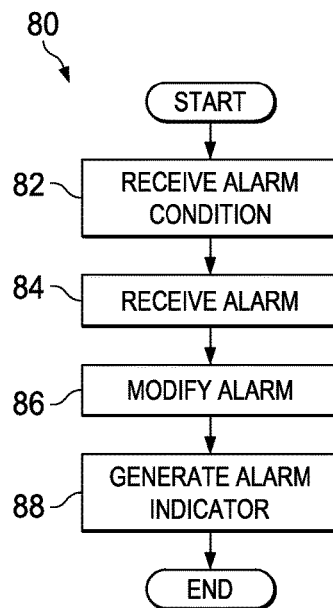 80
START
82
RECEIVE ALARM
CONDITION
84
RECEIVE ALARM
86
MODIFY ALARM
88
GENERATE ALARM
INDICATOR
END